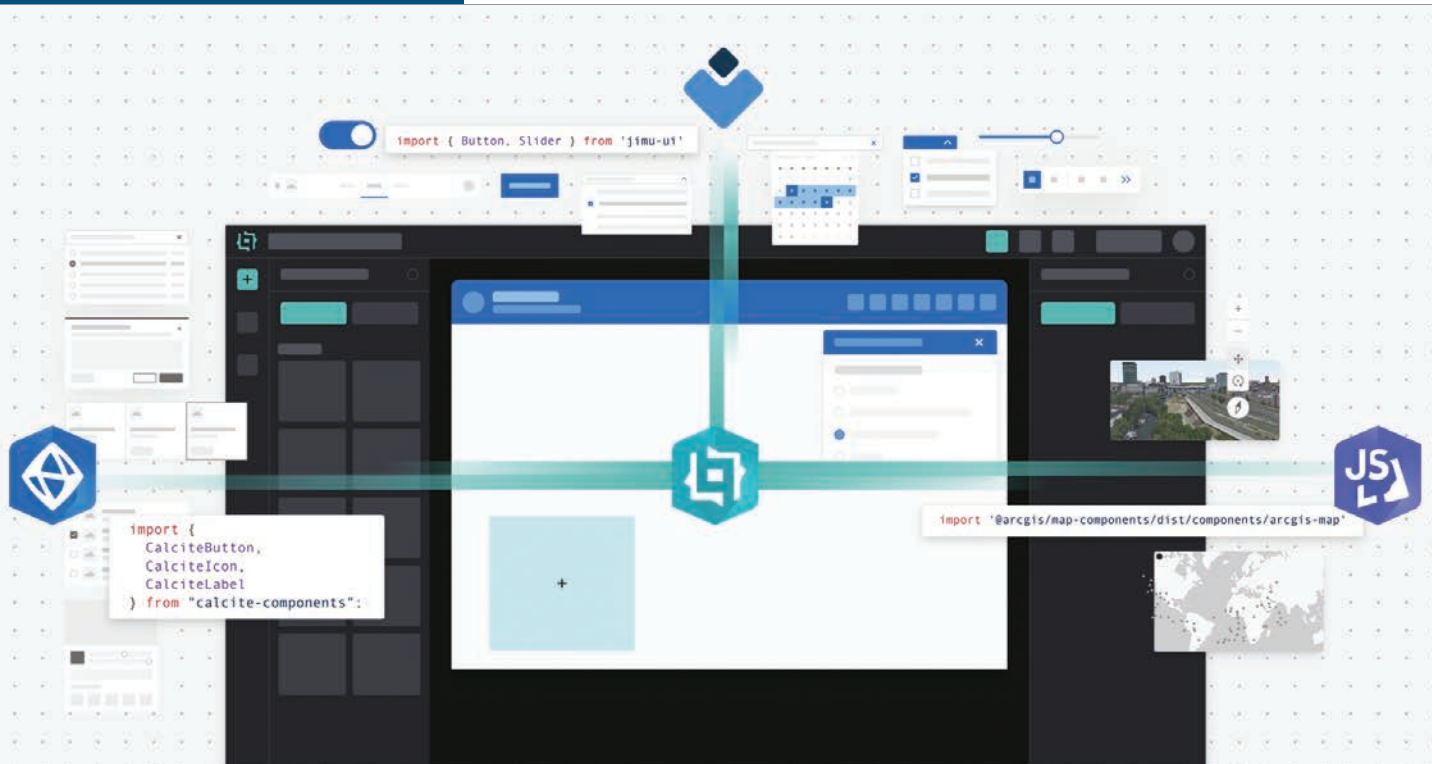 import { Button, Slider } from 'jimu-ui'
JS
import '@arcgis/map-components/dist/components/arcgis-map'
import {
CalciteButton,
CalciteIcon,
CalciteLabel
} from "calcite-components":